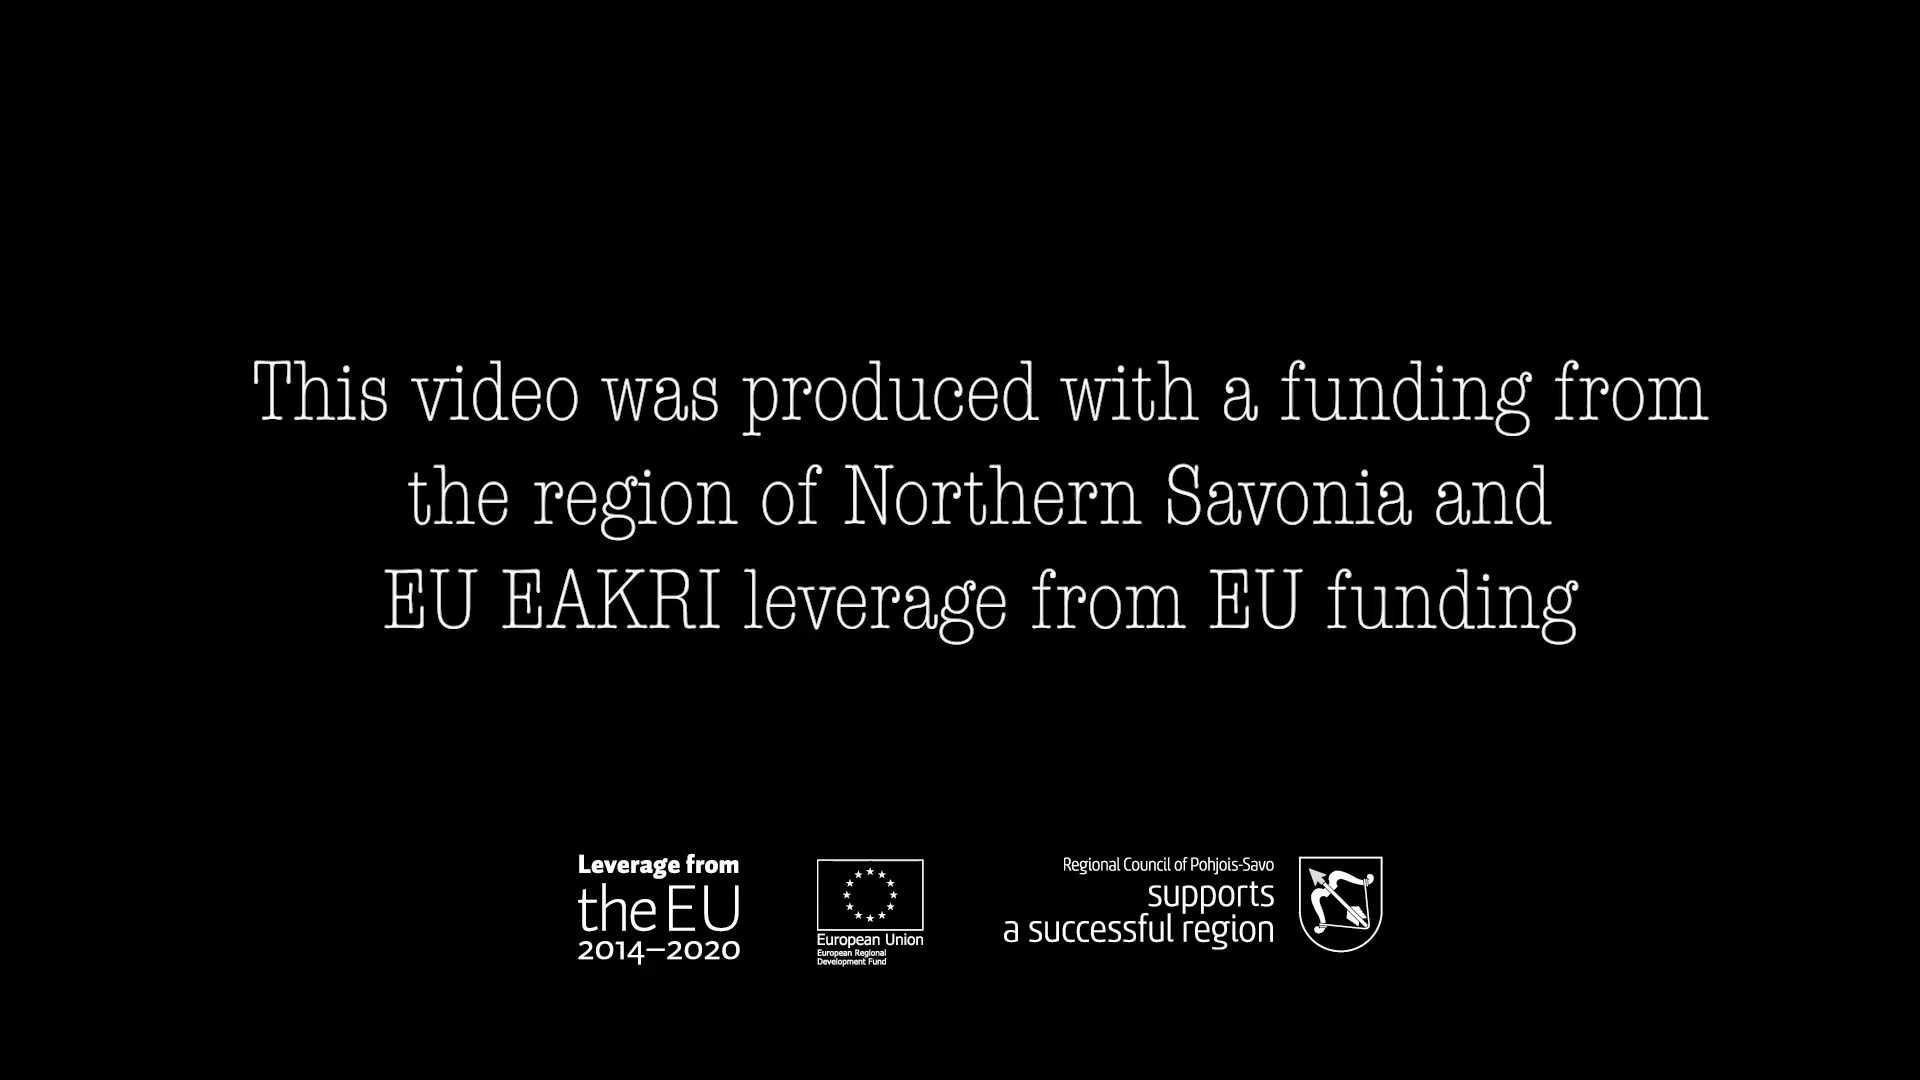 This video was produced with a funding from
the region of Northern Savonia and
EU EAKRI leverage from EU funding
Leverage from
the EU
2014–2020
European Union
European Regional
Development Fund
Regional Council of Pohjois-Savo
supports
a successful region